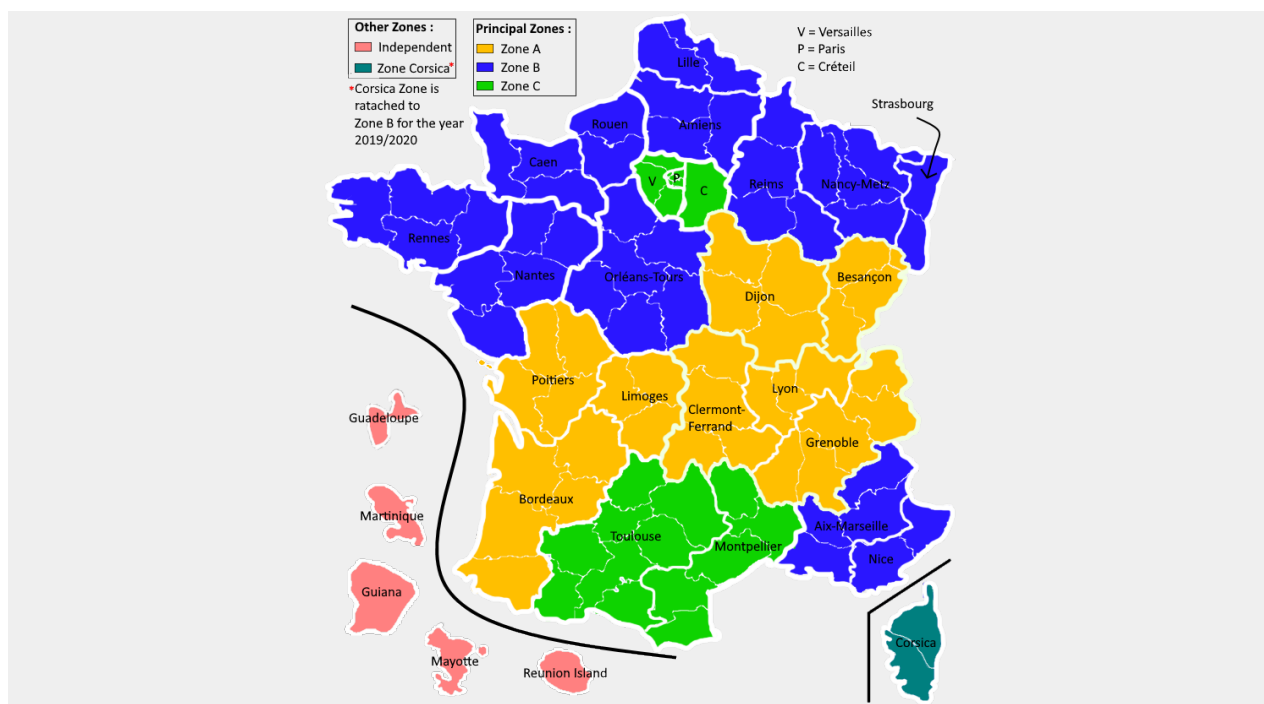 Other Zones :
Independent
Zone Corsica*
*Corsica Zone is
ratached to
Zone B for the year
2019/2020
Principal Zones :
Zone A
Zone B
Zone C
V = Versailles
P = Paris
C = Créteil
Strasbourg
Lille
Rouen
Amiens
Caen
V
P
C
Reims
Nancy-Metz
Rennes
Nantes
Orléans-Tours
Dijon
Besançon
Poitiers
Limoges
Clermont-
Ferrand
Lyon
Grenoble
Bordeaux
Toulouse
Montpellier
Aix-Marseille
Nice
Guadeloupe
Martinique
Guiana
Mayotte
Reunion Island
Corsica